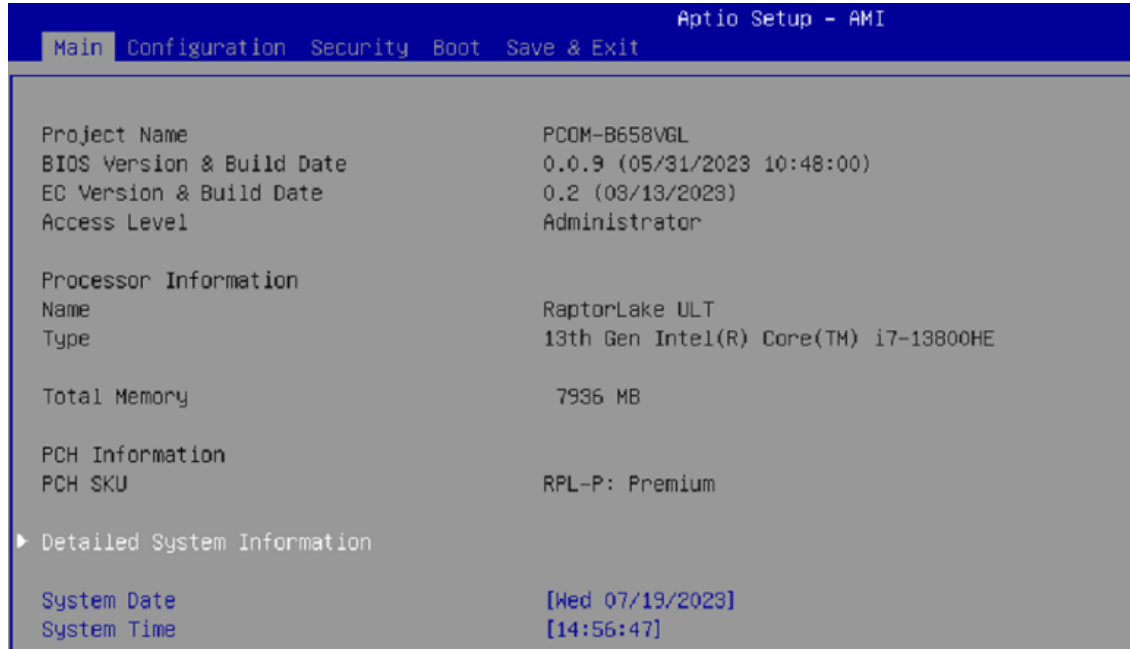 Aptio Setup - AMI
Main Configuration Security Boot Save & Exit
Project Name PCOM-B658VGL
BIOS Version & Build Date 0.0.9 (05/31/2023 10:48:00)
EC Version & Build Date 0.2 (03/13/2023)
Access Level Administrator
Processor Information
Name RaptorLake ULT
Type 13th Gen Intel(R) Core(TM) i7-13800HE
Total Memory 7936 MB
PCH Information
PCH SKU RPL-P: Premium
Detailed System Information
System Date [Wed 07/19/2023]
System Time [14:56:47]